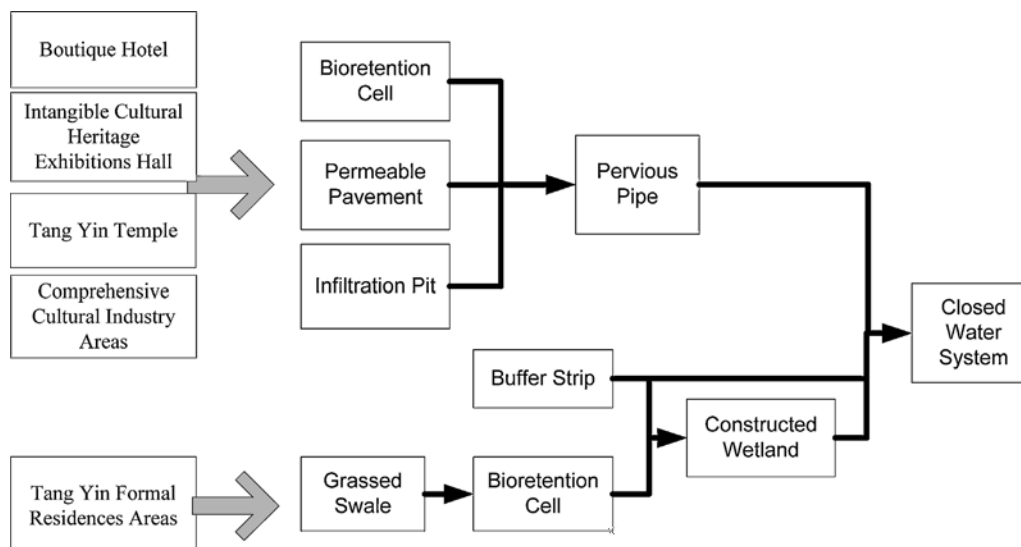 Boutique Hotel
Intangible Cultural
Heritage
Exhibitions Hall
Tang Yin Temple
Comprehensive
Cultural Industry
Areas
Bioretention
Cell
Permeable
Pavement
Infiltration Pit
Pervious
Pipe
Closed
Water
System
Buffer Strip
Constructed
Wetland
Tang Yin Formal
Residences Areas
Grassed
Swale
Bioretention
Cell